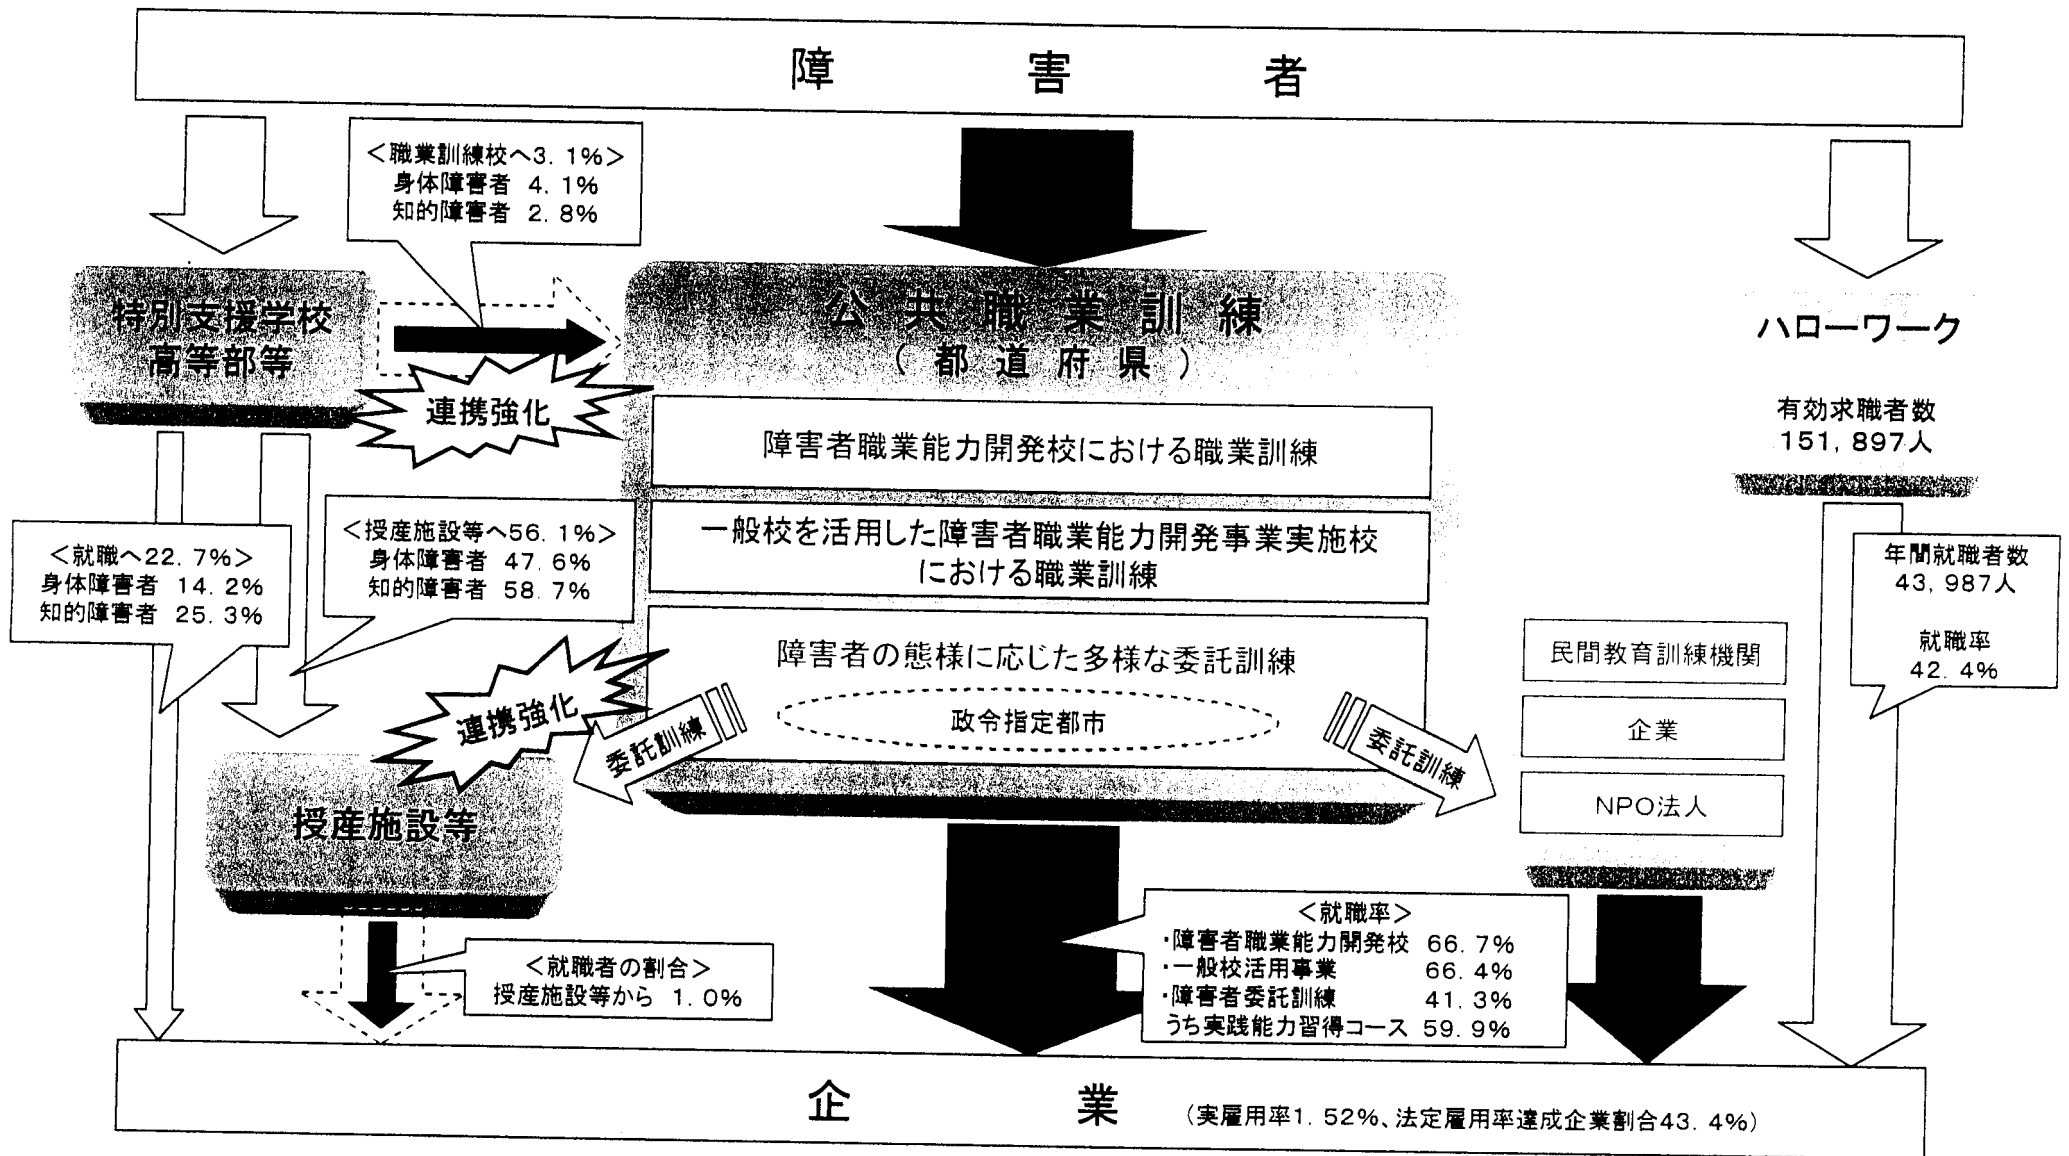 障害者
<職業訓練校へ3.1%>
身体障害者 4.1%
知的障害者 2.8%
特別支援学校
高等部等
公共職業訓練
(都道府県)
ハローワーク
有効求職者数
151,897人
連携強化
障害者職業能力開発校における職業訓練
一般校を活用した障害者職業能力開発事業実施校
における職業訓練
<就職へ22.7%>
身体障害者 14.2%
知的障害者 25.3%
<授産施設等へ56.1%>
身体障害者 47.6%
知的障害者 58.7%
年間就職者数
43,987人
就職率
42.4%
障害者の態様に応じた多様な委託訓練
政令指定都市
連携強化
委託訓練
委託訓練
民間教育訓練機関
企業
NPO法人
授産施設等
<就職者の割合>
授産施設等から 1.0%
<就職率>
・障害者職業能力開発校 66.7%
・一般校活用事業 66.4%
・障害者委託訓練 41.3%
うち実践能力習得コース 59.9%
企業 (実雇用率1.52%、法定雇用率達成企業割合43.4%)